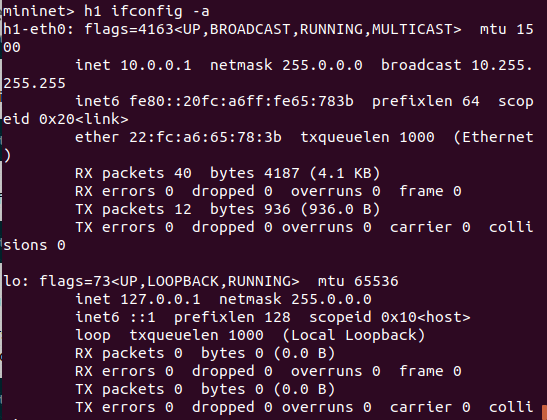 mininet> h1 ifconfig -a
h1-eth0: flags=4163<UP,BROADCAST,RUNNING,MULTICAST>  mtu 15
00
        inet 10.0.0.1  netmask 255.0.0.0  broadcast 10.255.
255.255
        inet6 fe80::20fc:a6ff:fe65:783b  prefixlen 64  scop
eid 0x20<link>
        ether 22:fc:a6:65:78:3b  txqueuelen 1000  (Ethernet
)
        RX packets 40  bytes 4187 (4.1 KB)
        RX errors 0  dropped 0  overruns 0  frame 0
        TX packets 12  bytes 936 (936.0 B)
        TX errors 0  dropped 0 overruns 0  carrier 0  colli
sions 0

lo: flags=73<UP,LOOPBACK,RUNNING>  mtu 65536
        inet 127.0.0.1  netmask 255.0.0.0
        inet6 ::1  prefixlen 128  scopeid 0x10<host>
        loop  txqueuelen 1000  (Local Loopback)
        RX packets 0  bytes 0 (0.0 B)
        RX errors 0  dropped 0  overruns 0  frame 0
        TX packets 0  bytes 0 (0.0 B)
        TX errors 0  dropped 0 overruns 0  carrier 0  colli